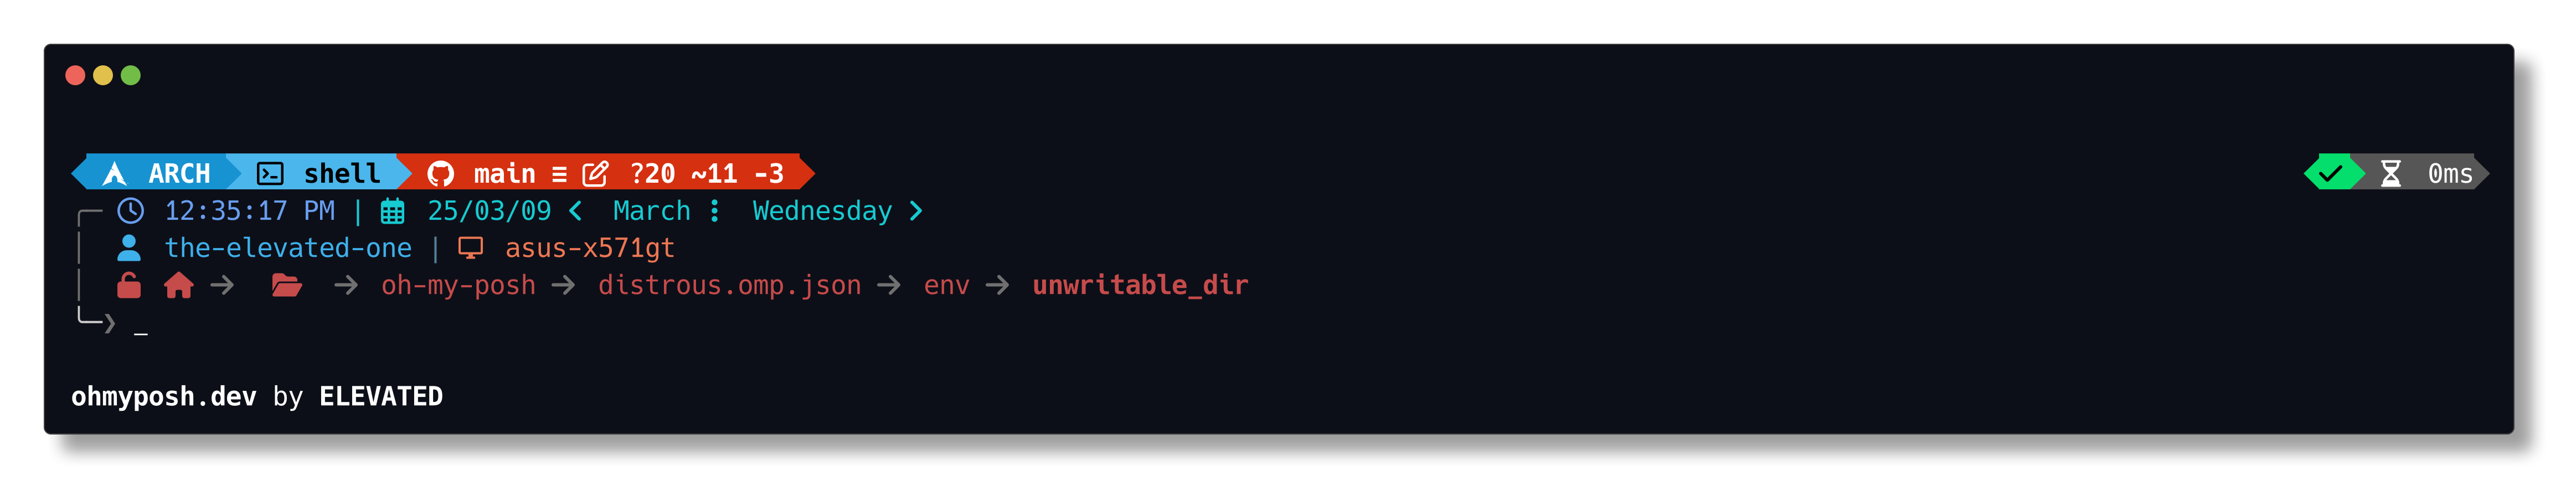 ARCH shell main ≡ ?20 ~11 -3 0ms
12:35:17 PM | 25/03/09 < March ⋮ Wednesday >
the-elevated-one | asus-x571gt
→ → oh-my-posh → distrous.omp.json → env → unwritable_dir
❯ _
ohmyposh.dev by ELEVATED